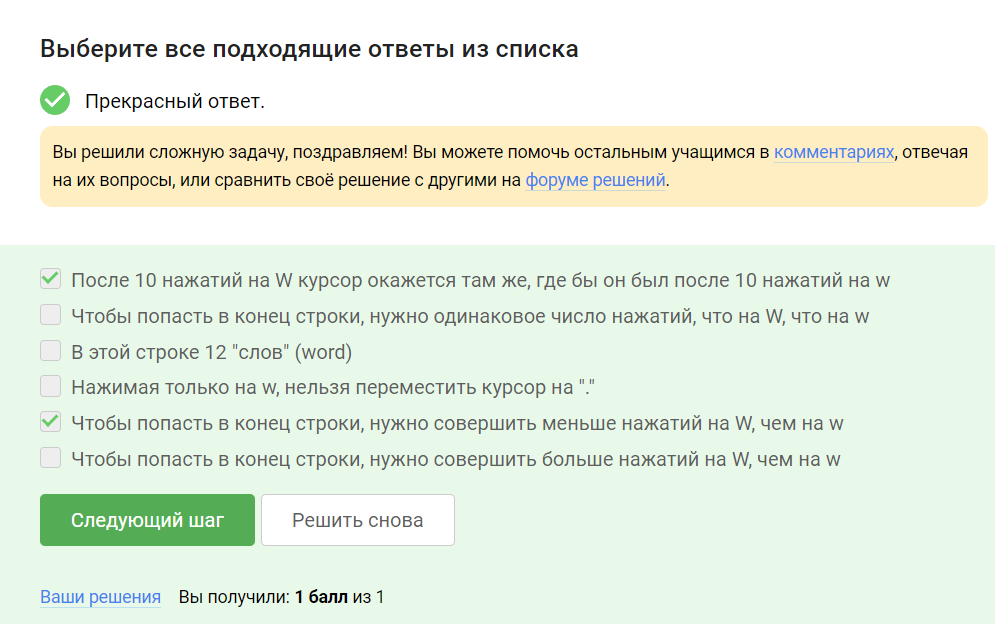 Выберите все подходящие ответы из списка
Прекрасный ответ.
Вы решили сложную задачу, поздравляем! Вы можете помочь остальным учащимся в комментариях, отвечая
на их вопросы, или сравнить своё решение с другими на форуме решений.
После 10 нажатий на W курсор окажется там же, где бы он был после 10 нажатий на w
Чтобы попасть в конец строки, нужно одинаковое число нажатий, что на W, что на w
В этой строке 12 "слов" (word)
Нажимая только на w, нельзя переместить курсор на "."
Чтобы попасть в конец строки, нужно совершить меньше нажатий на W, чем на w
Чтобы попасть в конец строки, нужно совершить больше нажатий на W, чем на w
Следующий шаг Решить снова
Ваши решения Вы получили: 1 балл из 1